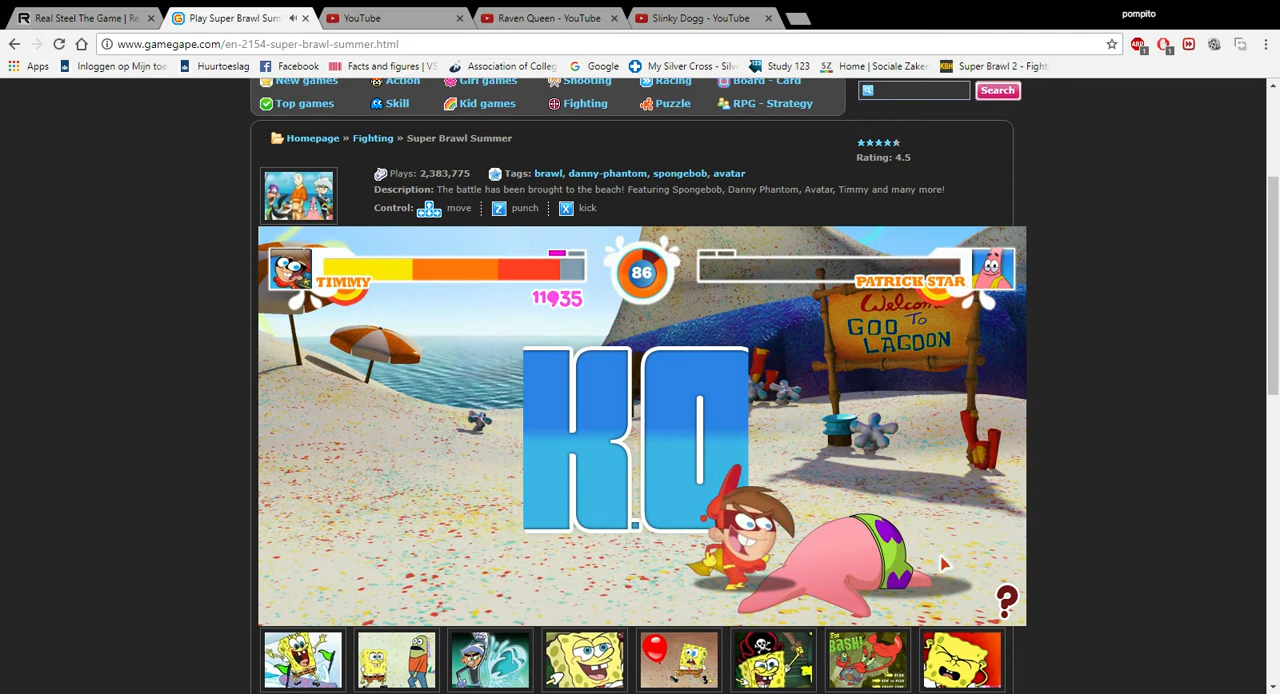 pompito
Real Steel The Game | Re
Play Super Brawl Sum
YouTube
Raven Queen - YouTube
Slinky Dogg - YouTube
www.gamegape.com/en-2154-super-brawl-summer.html
Apps
Inloggen op Mijn toe
Huurtoeslag
Facebook
Facts and figures | VS
Association of Colleg
Google
My Silver Cross - Silv
Study 123
Home | Sociale Zaken
Super Brawl 2 - Fight
New games Action Girl games Shooting Racing Board - Card
Top games Skill Kid games Fighting Puzzle RPG - Strategy
Search
Homepage » Fighting » Super Brawl Summer
Rating: 4.5
Plays: 2,383,775 Tags: brawl, danny-phantom, spongebob, avatar
Description: The battle has been brought to the beach! Featuring Spongebob, Danny Phantom, Avatar, Timmy and many more!
Control: move Z punch X kick
TIMMY
86
PATRICK STAR
11935
Welcome
TO
GOO
LAGOON
K.O
?
BASH!